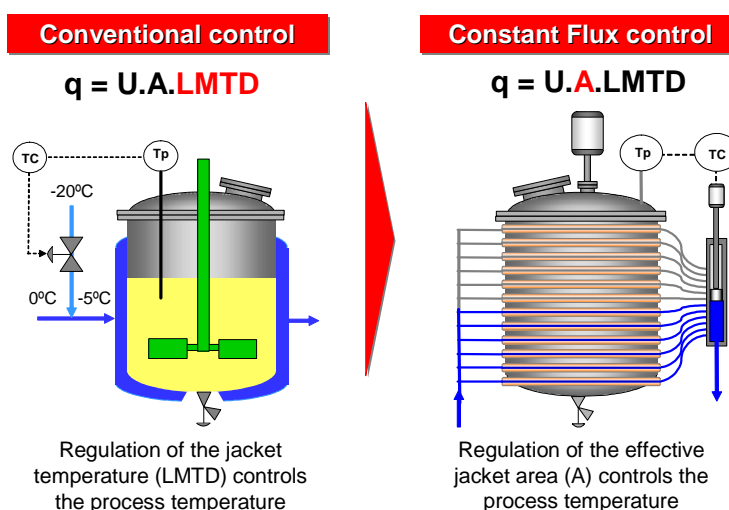 Conventional control
q = U.A.LMTD
TC
Tp
-20ºC
0ºC
-5ºC
Regulation of the jacket
temperature (LMTD) controls
the process temperature
Constant Flux control
q = U.A.LMTD
Tp
TC
Regulation of the effective
jacket area (A) controls the
process temperature